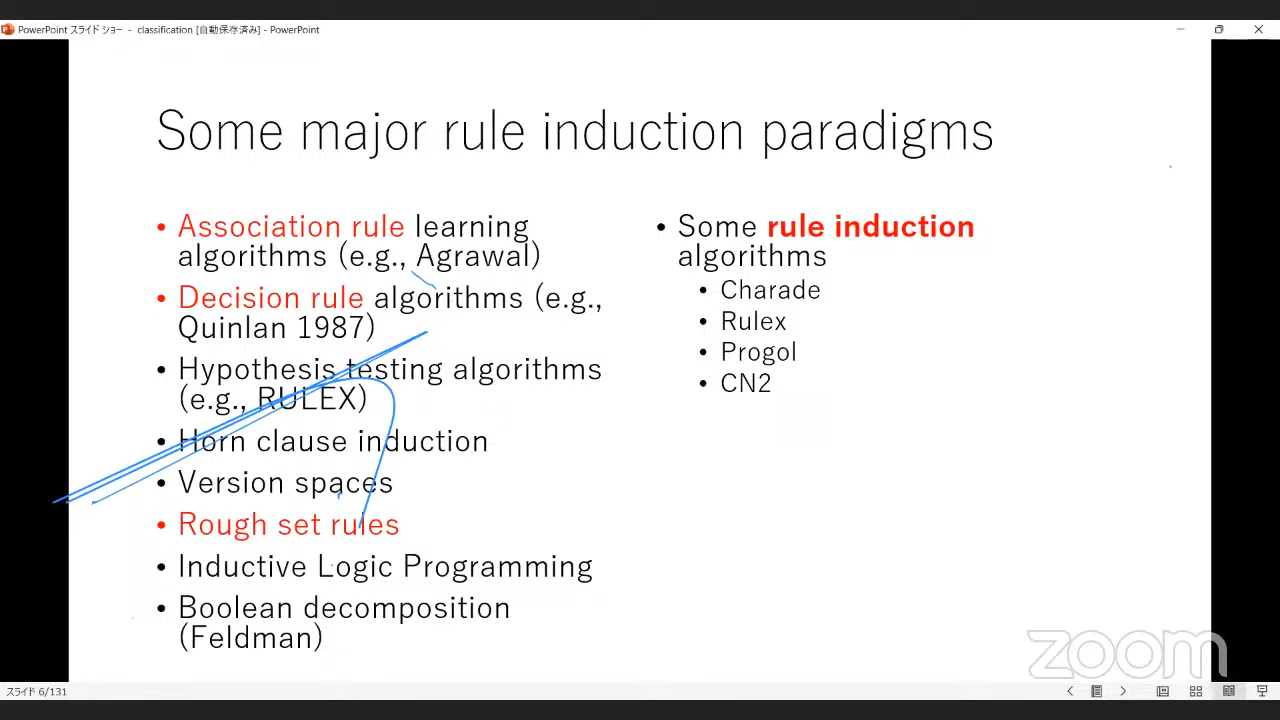 PowerPoint スライド ショー - classification [自動保存済み] - PowerPoint
Some major rule induction paradigms
• Association rule learning
algorithms (e.g., Agrawal)
• Decision rule algorithms (e.g.,
Quinlan 1987)
• Hypothesis testing algorithms
(e.g., RULEX)
• Horn clause induction
• Version spaces
• Rough set rules
• Inductive Logic Programming
• Boolean decomposition
(Feldman)
• Some rule induction
algorithms
• Charade
• Rulex
• Progol
• CN2
zoom
スライド 6/131